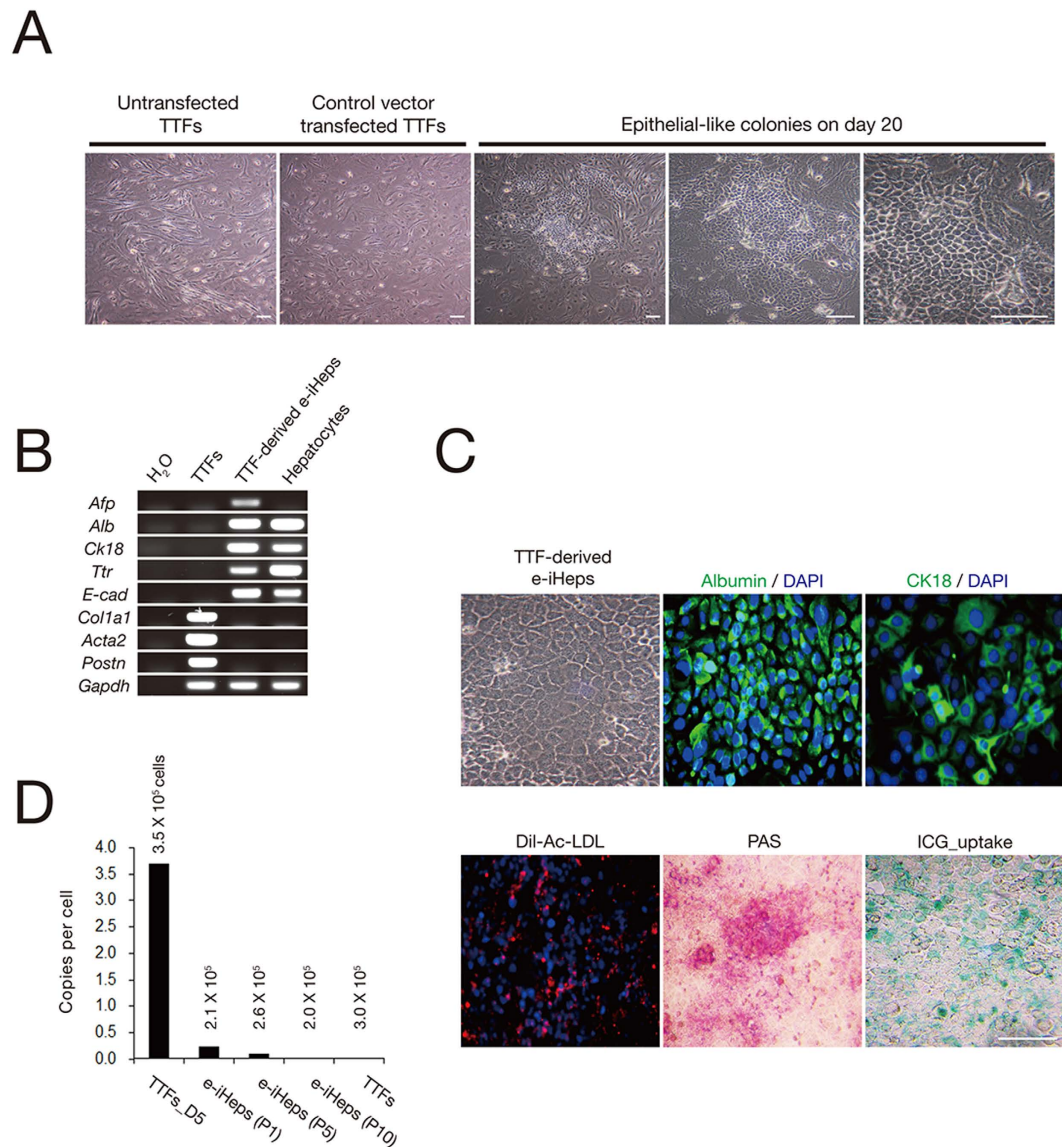 A
Untransfected
TTFs
Control vector
transfected TTFs
Epithelial-like colonies on day 20
B
H₂O
TTFs
TTF-derived e-iHeps
Hepatocytes
Afp
Alb
Ck18
Ttr
E-cad
Col1a1
Acta2
Postn
Gapdh
C
TTF-derived
e-iHeps
Albumin / DAPI
CK18 / DAPI
Dil-Ac-LDL
PAS
ICG_uptake
D
Copies per cell
4.0
3.5
3.0
2.5
2.0
1.5
1.0
0.5
0.0
3.5 X 10⁵ cells
2.1 X 10⁵
2.6 X 10⁵
2.0 X 10⁵
3.0 X 10⁵
TTFs_D5
e-iHeps (P1)
e-iHeps (P5)
e-iHeps (P10)
TTFs